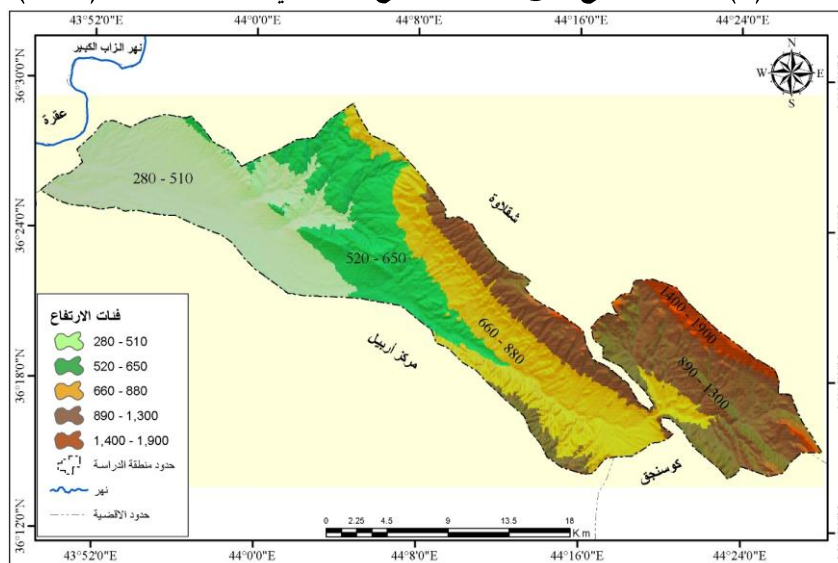 43°52'0"E 44°0'0"E 44°8'0"E 44°16'0"E 44°24'0"E
36°30'0"N
36°24'0"N
36°18'0"N
36°12'0"N
نهر الزاب الكبير
عقرة
N
W E
S
280 - 510
520 - 650
660 - 880
890 - 1300
1400 - 1900
شقلاوة
مركز أربيل
كوسنجق
فئات الارتفاع
280 - 510
520 - 650
660 - 880
890 - 1,300
1,400 - 1,900
حدود منطقة الدراسة
نهر
حدود الاقضية
0 2.25 4.5 9 13.5 18
K.m
43°52'0"E 44°0'0"E 44°8'0"E 44°16'0"E 44°24'0"E